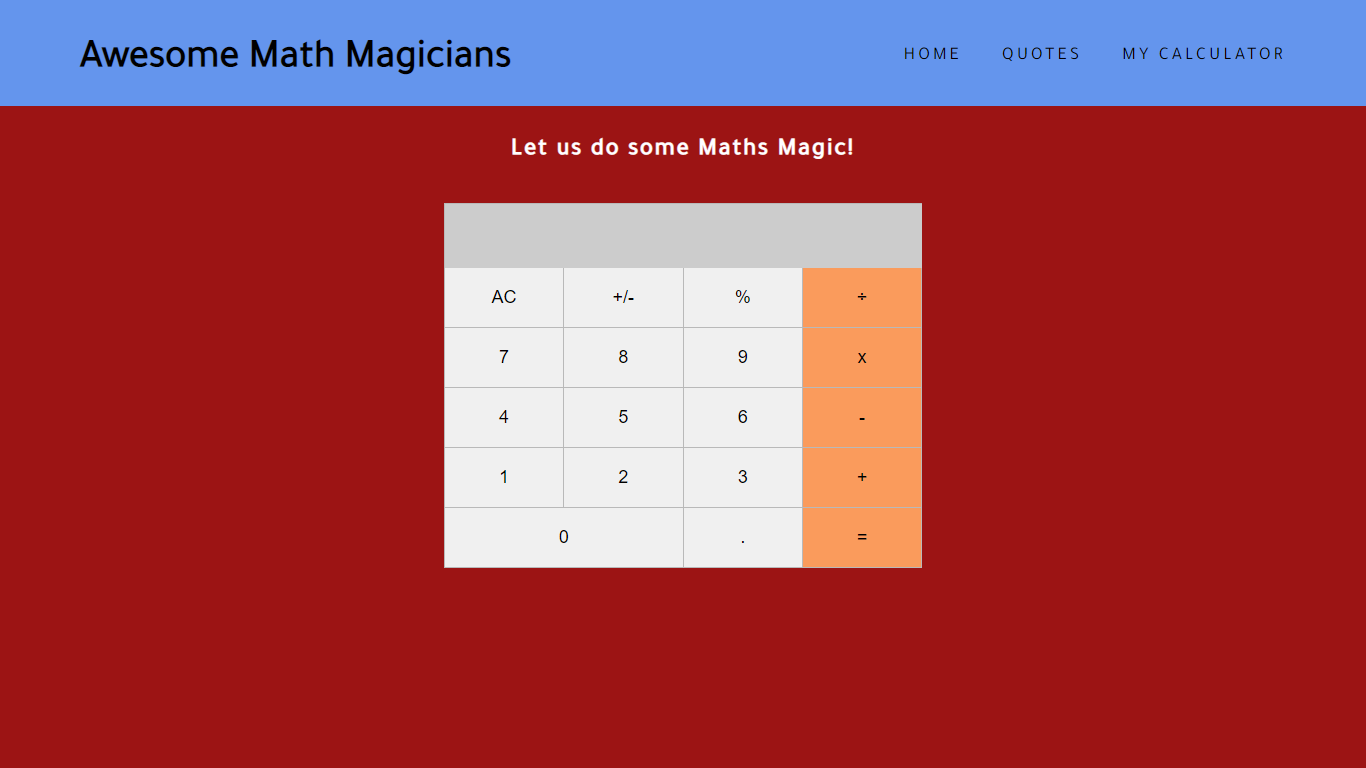 Awesome Math Magicians
HOME QUOTES MY CALCULATOR
Let us do some Maths Magic!
AC +/- % ÷
7 8 9 x
4 5 6 -
1 2 3 +
0 . =